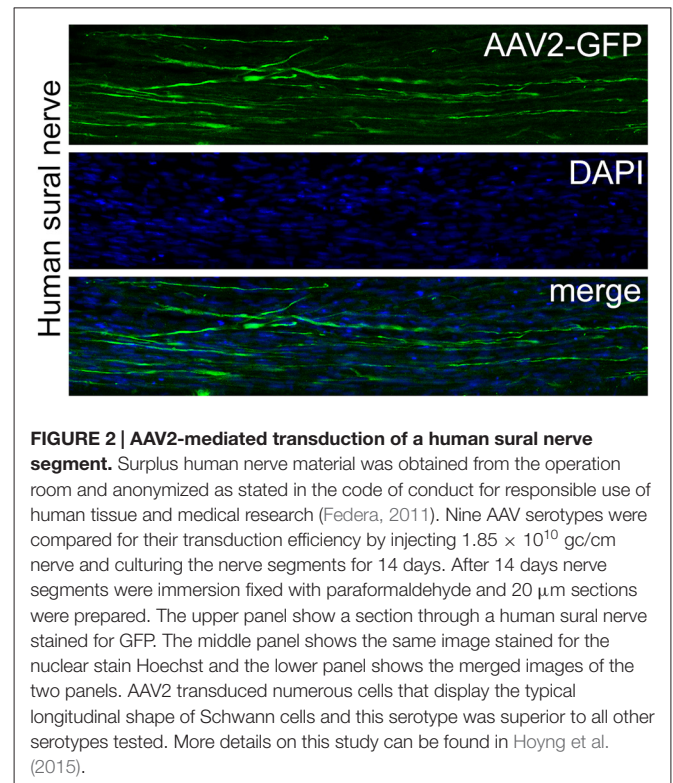 AAV2-GFP
Human sural nerve
DAPI
merge
FIGURE 2 | AAV2-mediated transduction of a human sural nerve
segment. Surplus human nerve material was obtained from the operation
room and anonymized as stated in the code of conduct for responsible use of
human tissue and medical research (Federa, 2011). Nine AAV serotypes were
compared for their transduction efficiency by injecting 1.85 × 10¹⁰ gc/cm
nerve and culturing the nerve segments for 14 days. After 14 days nerve
segments were immersion fixed with paraformaldehyde and 20 μm sections
were prepared. The upper panel show a section through a human sural nerve
stained for GFP. The middle panel shows the same image stained for the
nuclear stain Hoechst and the lower panel shows the merged images of the
two panels. AAV2 transduced numerous cells that display the typical
longitudinal shape of Schwann cells and this serotype was superior to all other
serotypes tested. More details on this study can be found in Hoyng et al.
(2015).